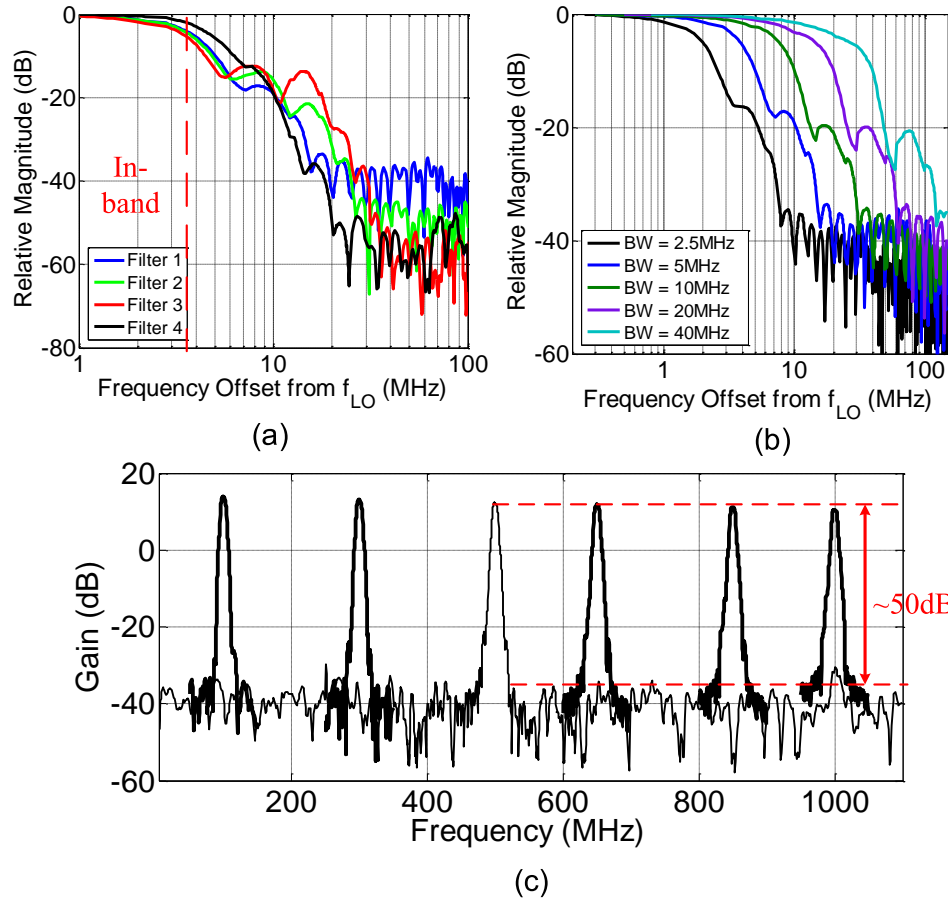 0
-20
-40
-60
-80
Relative Magnitude (dB)
In-
band
Filter 1
Filter 2
Filter 3
Filter 4
1
10
100
Frequency Offset from f_LO (MHz)
(a)
0
-20
-40
-60
Relative Magnitude (dB)
BW = 2.5MHz
BW = 5MHz
BW = 10MHz
BW = 20MHz
BW = 40MHz
1
10
100
Frequency Offset from f_LO (MHz)
(b)
20
0
-20
-40
-60
Gain (dB)
~50dB
200
400
600
800
1000
Frequency (MHz)
(c)